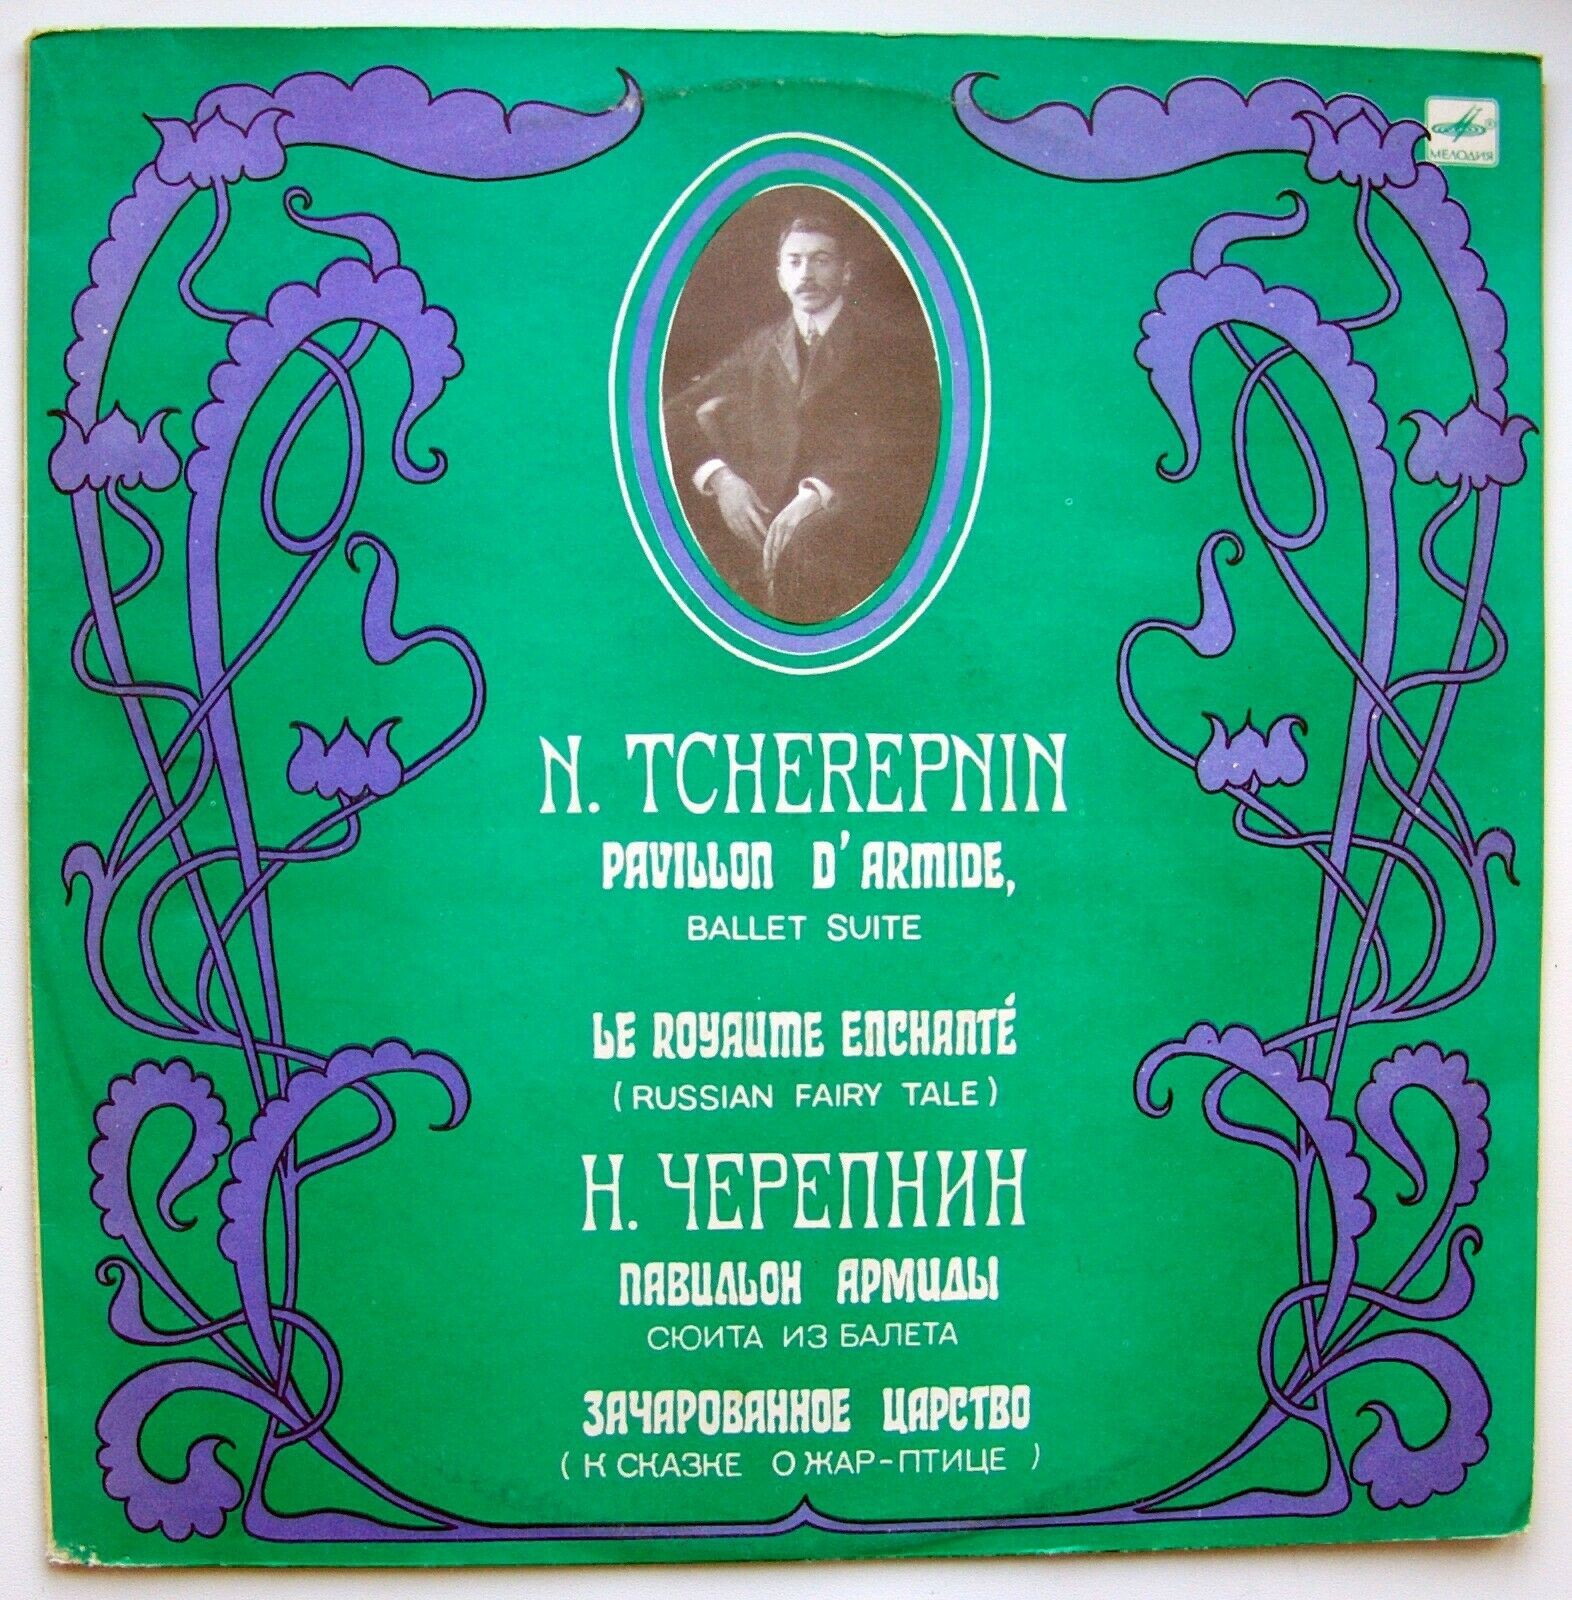 МЕЛОДИЯ
N. TCHEREPNIN
PAVILLON D'ARMIDE,
BALLET SUITE
LE ROYAUME ENCHANTÉ
(RUSSIAN FAIRY TALE)
Н. ЧЕРЕПНИН
ПАВИЛЬОН АРМИДЫ
СЮИТА ИЗ БАЛЕТА
ЗАЧАРОВАННОЕ ЦАРСТВО
(К СКАЗКЕ О ЖАР-ПТИЦЕ)